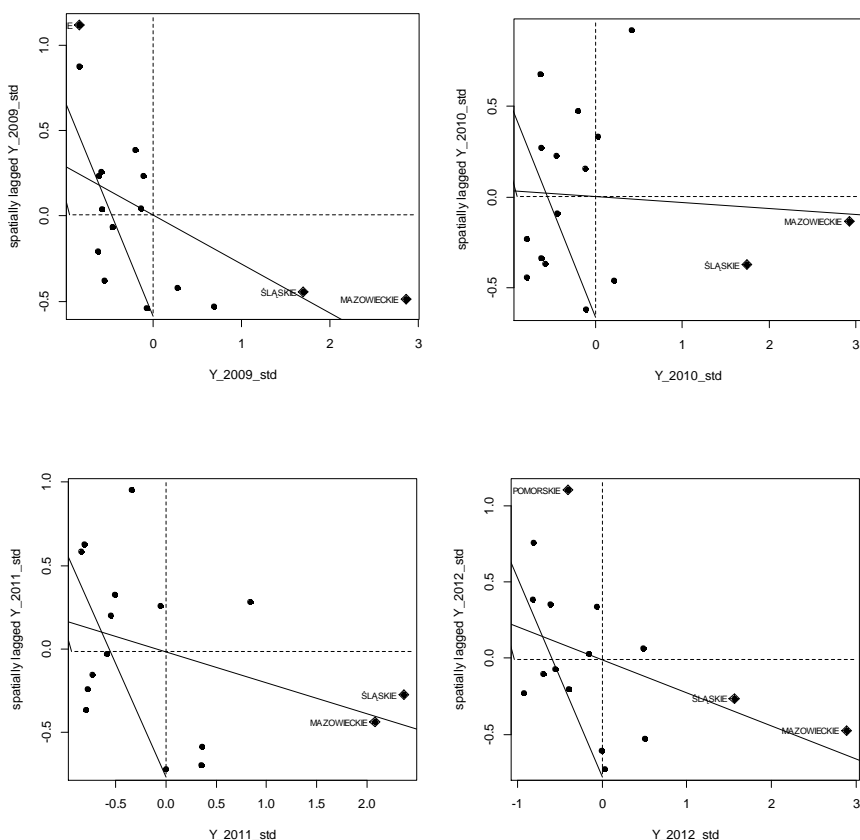 1.0
0.5
0.0
-0.5
E
ŚLĄSKIE
MAZOWIECKIE
0
1
2
3
spatially lagged Y_2009_std
Y_2009_std
0.5
0.0
-0.5
MAZOWIECKIE
ŚLĄSKIE
0
1
2
3
spatially lagged Y_2010_std
Y_2010_std
1.0
0.5
0.0
-0.5
ŚLĄSKIE
MAZOWIECKIE
-0.5
0.0
0.5
1.0
1.5
2.0
spatially lagged Y_2011_std
Y_2011_std
1.0
0.5
0.0
-0.5
POMORSKIE
ŚLĄSKIE
MAZOWIECKIE
-1
0
1
2
3
spatially lagged Y_2012_std
Y_2012_std